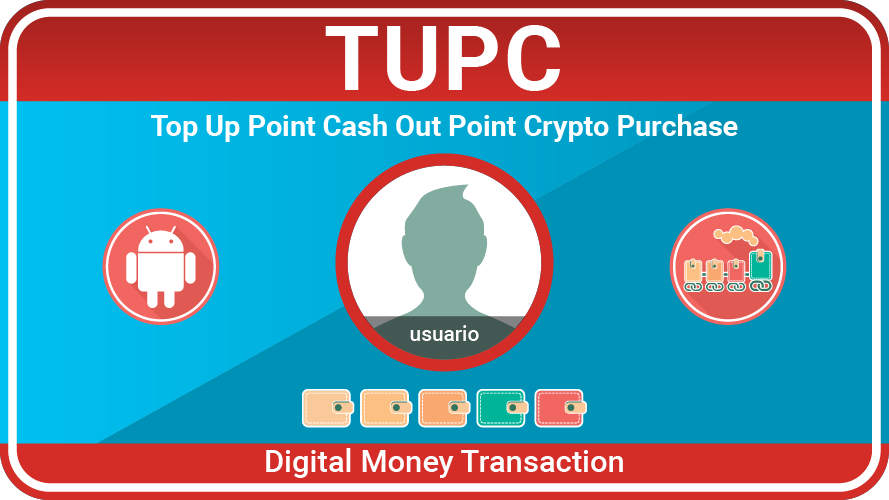 TUPC
Top Up Point Cash Out Point Crypto Purchase
usuario
Digital Money Transaction